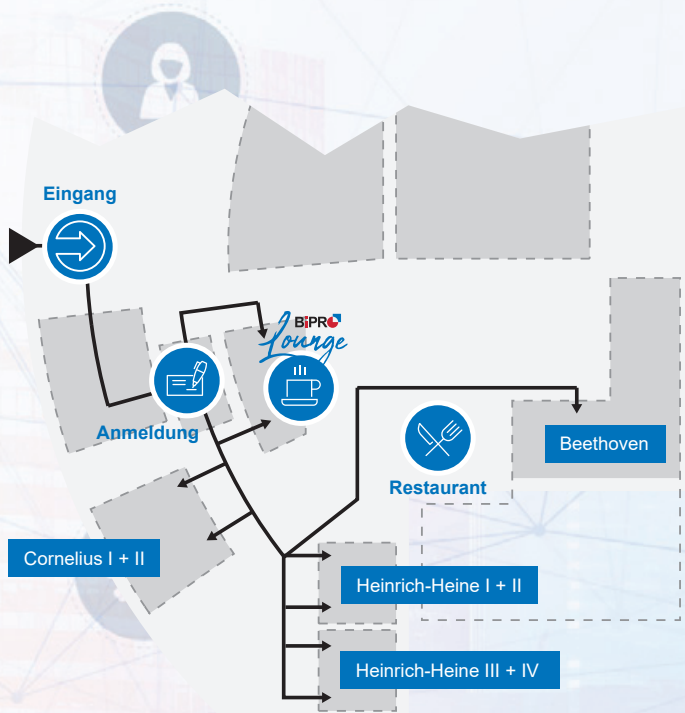 Eingang
BiPRO
Lounge
Anmeldung
Beethoven
Restaurant
Cornelius I + II
Heinrich-Heine I + II
Heinrich-Heine III + IV